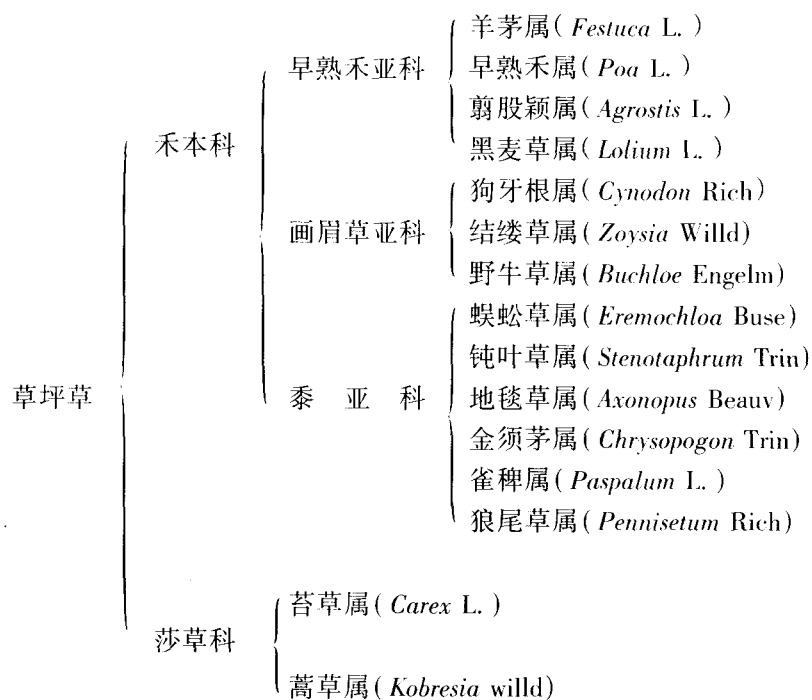 羊茅属(Festuca L.)
早熟禾亚科
早熟禾属(Poa L.)
翦股颖属(Agrostis L.)
禾本科
黑麦草属(Lolium L.)
狗牙根属(Cynodon Rich)
画眉草亚科
结缕草属(Zoysia Willd)
野牛草属(Buchloe Engelm)
蜈蚣草属(Eremochloa Buse)
钝叶草属(Stenotaphrum Trin)
草坪草
黍亚科
地毯草属(Axonopus Beauv)
金须茅属(Chrysopogon Trin)
雀稗属(Paspalum L.)
狼尾草属(Pennisetum Rich)
苔草属(Carex L.)
莎草科
蒿草属(Kobresia willd)